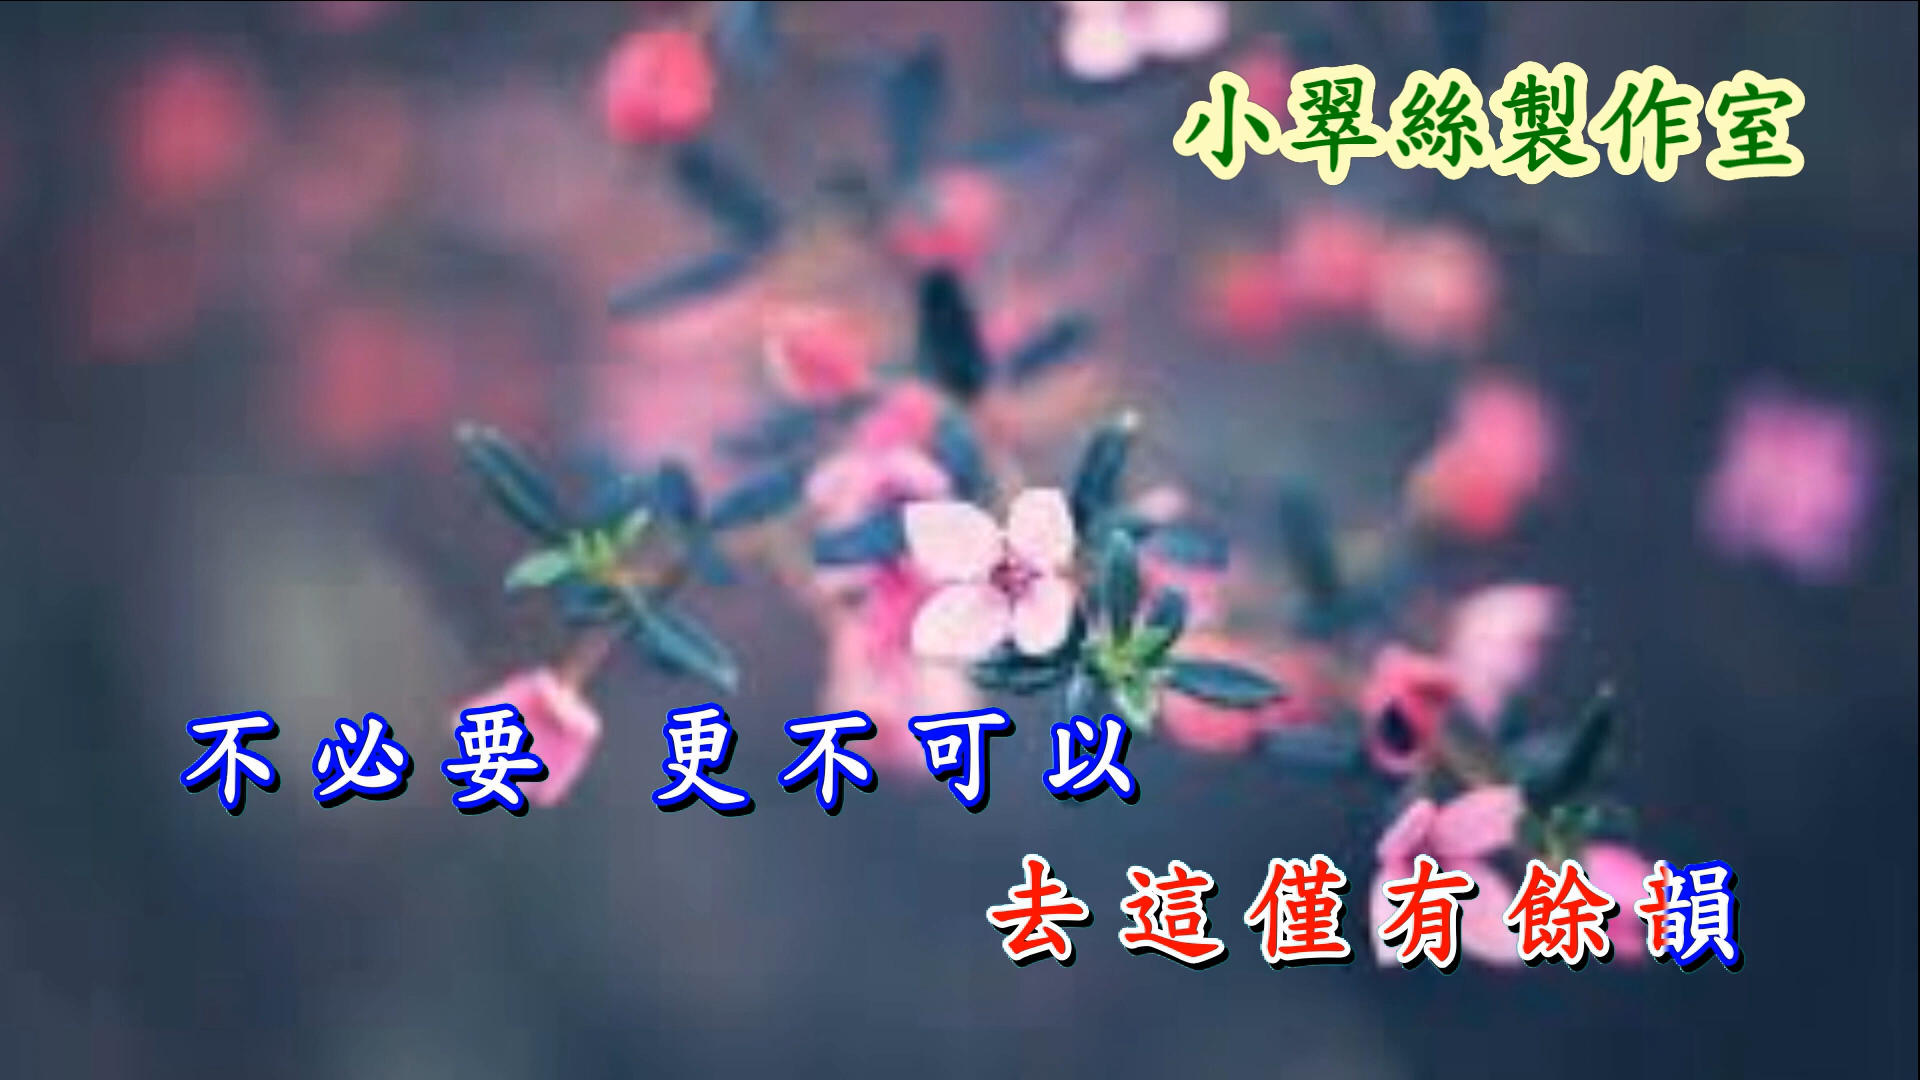 小翠絲製作室
不必要 更不可以
去這僅有餘韻